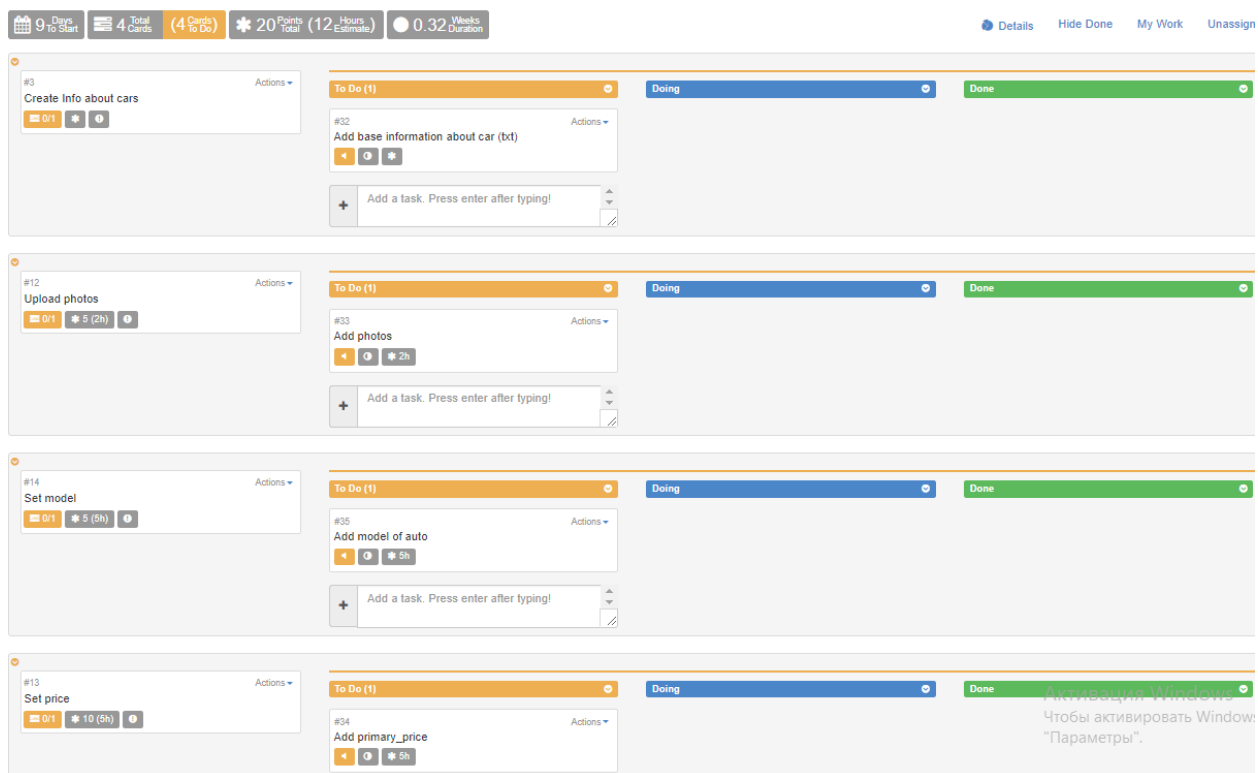 9 Days To Start 4 Total Cards (4 Cards To Do) 20 Points Total (12 Hours Estimate) 0.32 Weeks Duration Details Hide Done My Work Unassign
#3 Actions
Create Info about cars
0/1
To Do (1) Doing Done
#32 Actions
Add base information about car (txt)
Add a task. Press enter after typing!
#12 Actions
Upload photos
0/1 5 (2h)
To Do (1) Doing Done
#33 Actions
Add photos
2h
Add a task. Press enter after typing!
#14 Actions
Set model
0/1 5 (5h)
To Do (1) Doing Done
#35 Actions
Add model of auto
5h
Add a task. Press enter after typing!
#13 Actions
Set price
0/1 10 (5h)
To Do (1) Doing Done
#34 Actions
Add primary_price
5h
Активация Windows
Чтобы активировать Windows
"Параметры".